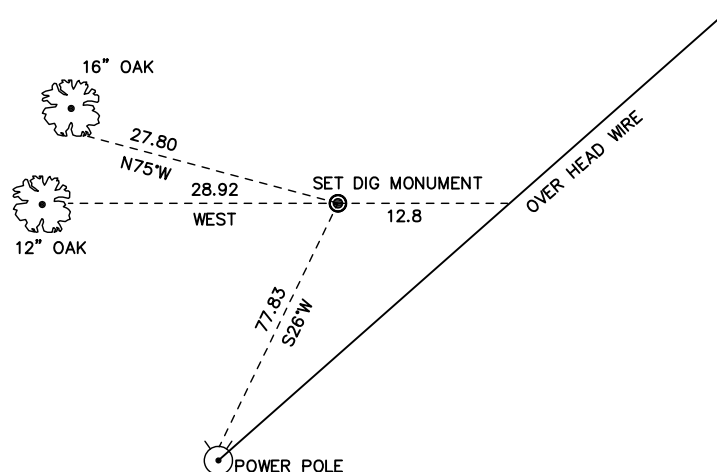 16" OAK
27.80
N75°W
OVER HEAD WIRE
SET DIG MONUMENT
28.92
WEST
12.8
12" OAK
77.83
S26°W
POWER POLE